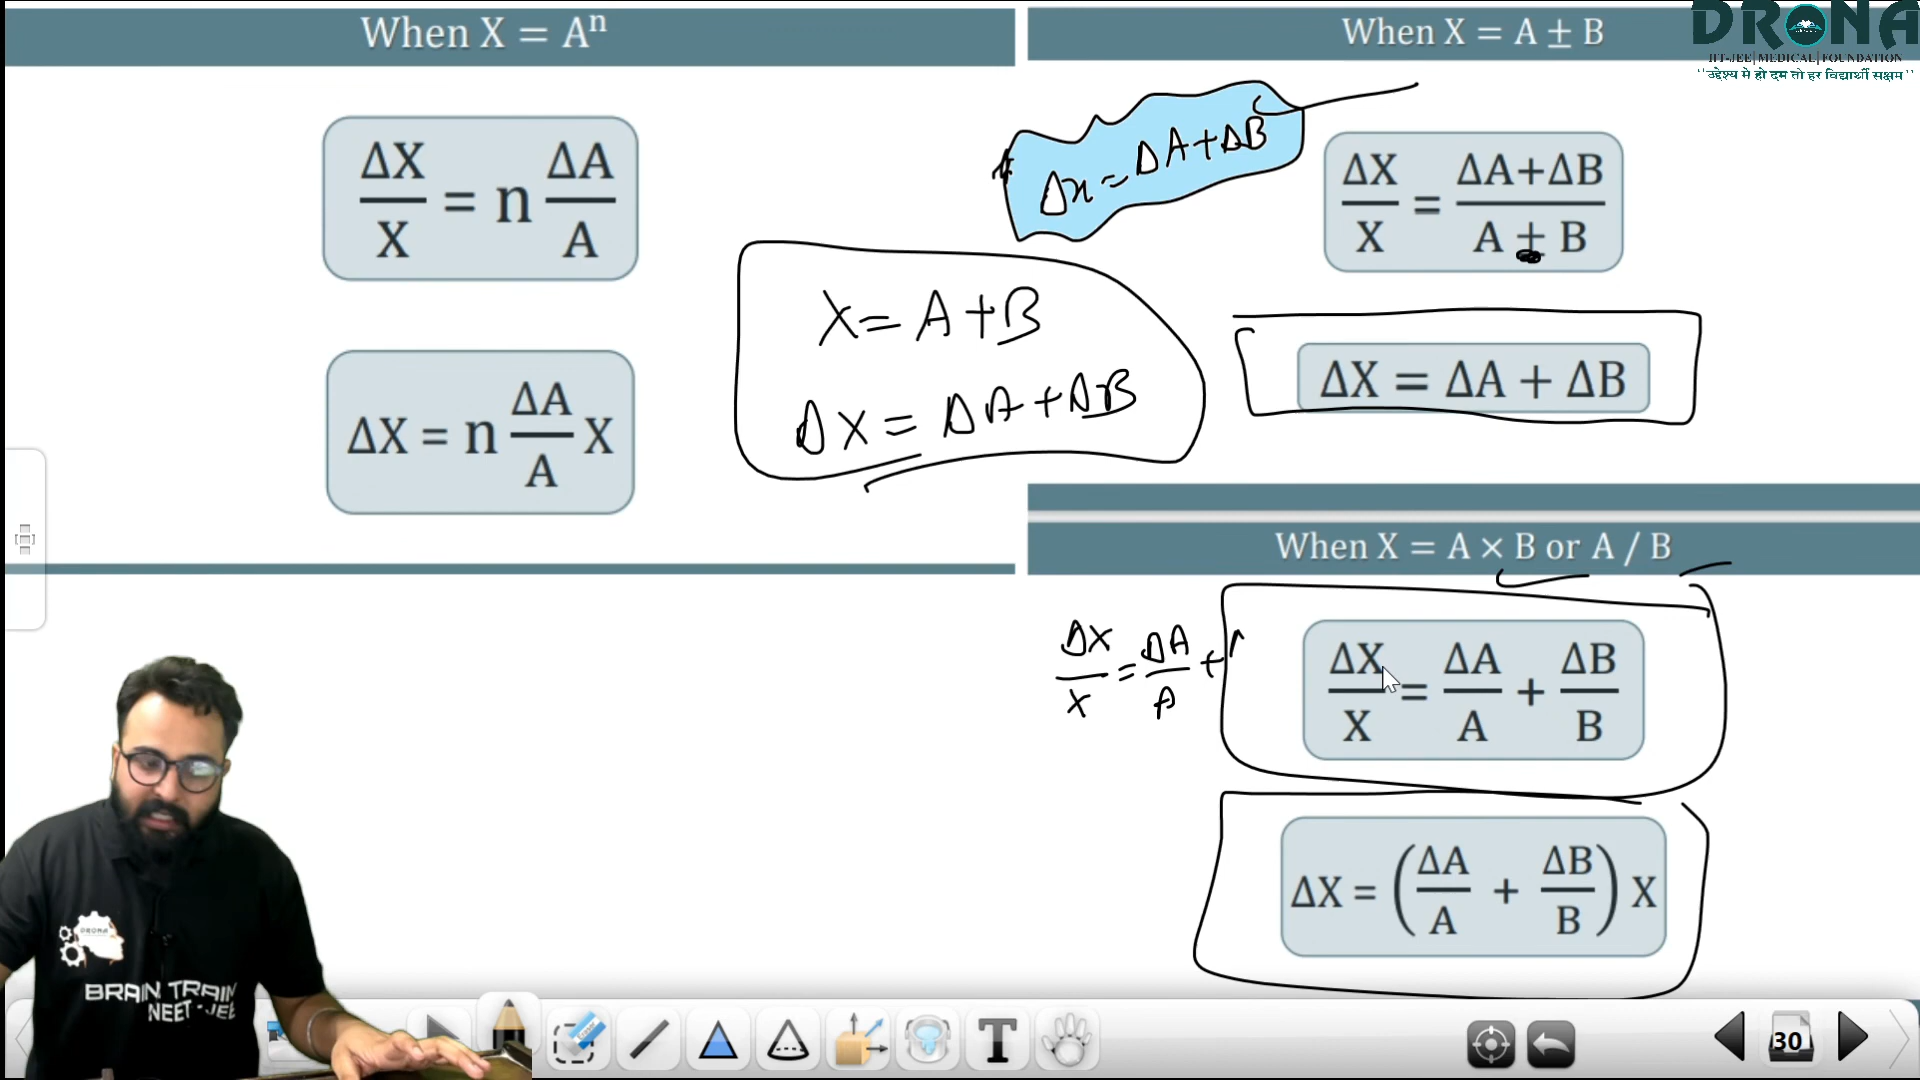 When X = Aⁿ
ΔX/X = n ΔA/A
ΔX = n ΔA/A X
When X = A ± B
DRONA
IIT-JEE|MEDICAL|FOUNDATION
"उद्देश्य मे हो दम तो हर विद्यार्थी सक्षम"
Δx = ΔA+ΔB
ΔX/X = ΔA+ΔB/A ± B
X = A+B
ΔX = ΔA+ΔB
ΔX = ΔA + ΔB
When X = A × B or A / B
ΔX/X = ΔA/A +
ΔX/X = ΔA/A + ΔB/B
ΔX = (ΔA/A + ΔB/B) X
DRONA
BRAIN TRAIN
NEET-JEE
T
30